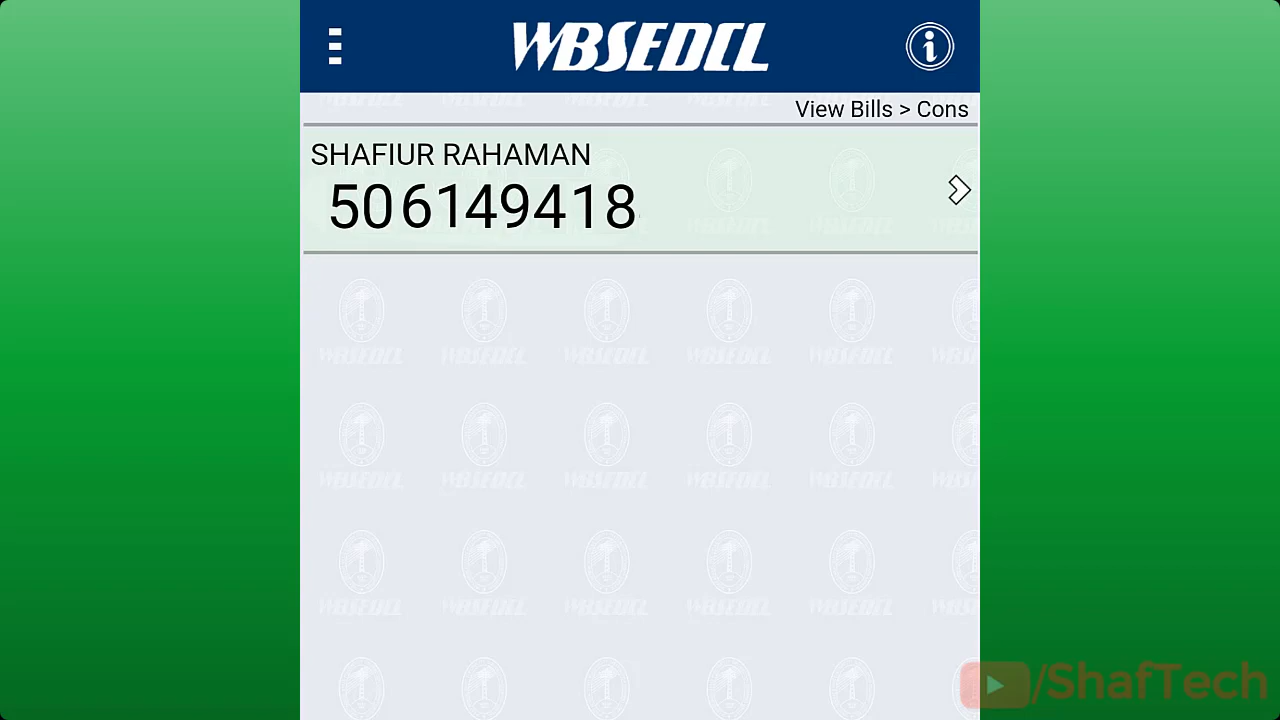 WBSEDCL
View Bills > Cons
SHAFIUR RAHAMAN
506149418
/ShafTech